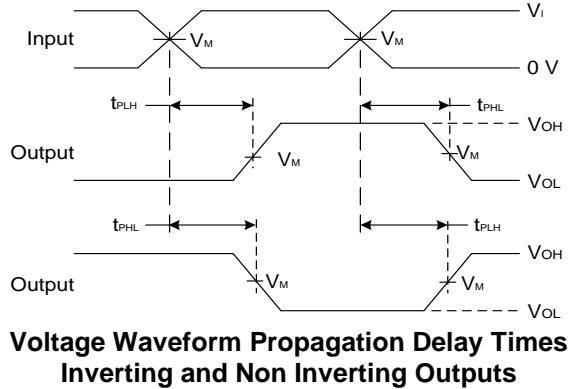 VI
Input VM VM
0 V
tPLH tPHL
VOH
Output VM VM
VOL
tPHL tPLH
VOH
Output VM VM
VOL
Voltage Waveform Propagation Delay Times
Inverting and Non Inverting Outputs